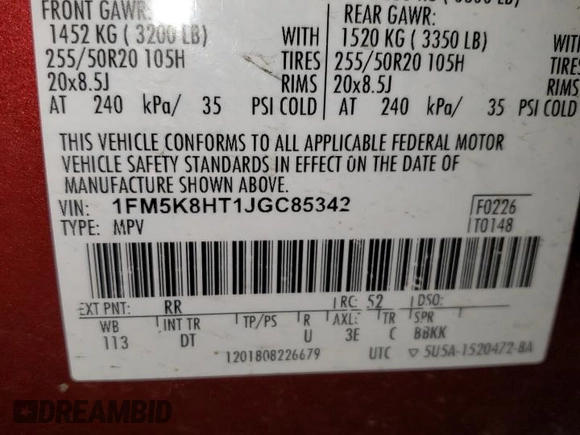 FRONT GAWR:
REAR GAWR:
1452 KG ( 3200 LB) WITH 1520 KG ( 3350 LB) WITH
255/50R20 105H TIRES 255/50R20 105H TIRES
20x8.5J RIMS 20x8.5J RIMS
AT 240 kPa/ 35 PSI COLD AT 240 kPa/ 35 PSI COLD
THIS VEHICLE CONFORMS TO ALL APPLICABLE FEDERAL MOTOR
VEHICLE SAFETY STANDARDS IN EFFECT ON THE DATE OF
MANUFACTURE SHOWN ABOVE.
VIN: 1FM5K8HT1JGC85342 F0226
TYPE: MPV T0148
EXT PNT: RR RC: 52 DSO:
WB INT TR TP/PS R AXLE TR SPR
113 DT U 3E C BBKK
1201808226679 UTC ▽ 5U5A-1520472-BA
DREAMBID